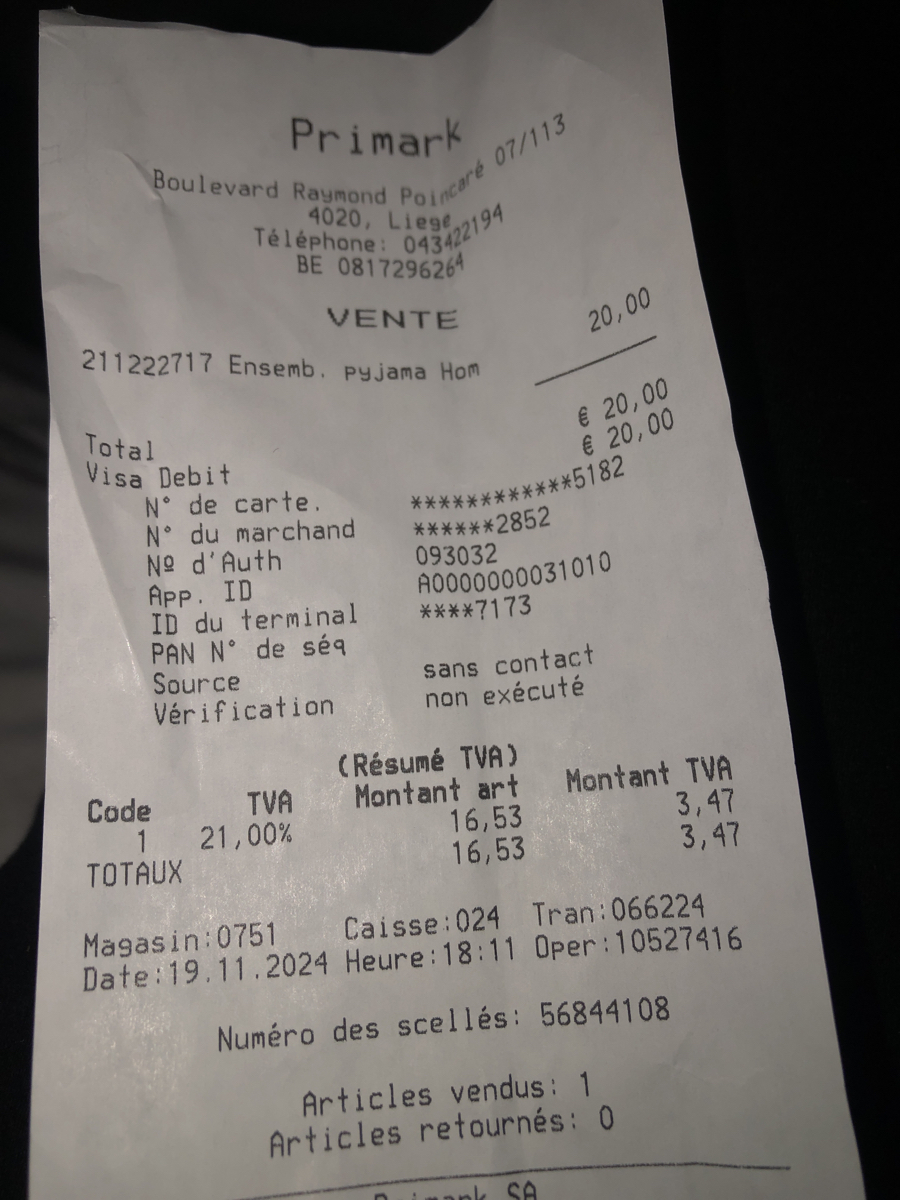 Primark
Boulevard Raymond Poincaré 07/113
4020, Liege
Téléphone: 043422194
BE 0817296264
VENTE
211222717 Ensemb. pyjama Hom 20,00
Total € 20,00
Visa Debit € 20,00
N° de carte. ************5182
N° du marchand ******2852
Nº d'Auth 093032
App. ID A0000000031010
ID du terminal ****7173
PAN N° de séq
Source sans contact
Vérification non exécuté
(Résumé TVA)
Code TVA Montant art Montant TVA
1 21,00% 16,53 3,47
TOTAUX 16,53 3,47
Magasin:0751 Caisse:024 Tran:066224
Date:19.11.2024 Heure:18:11 Oper:10527416
Numéro des scellés: 56844108
Articles vendus: 1
Articles retournés: 0
Primark SA